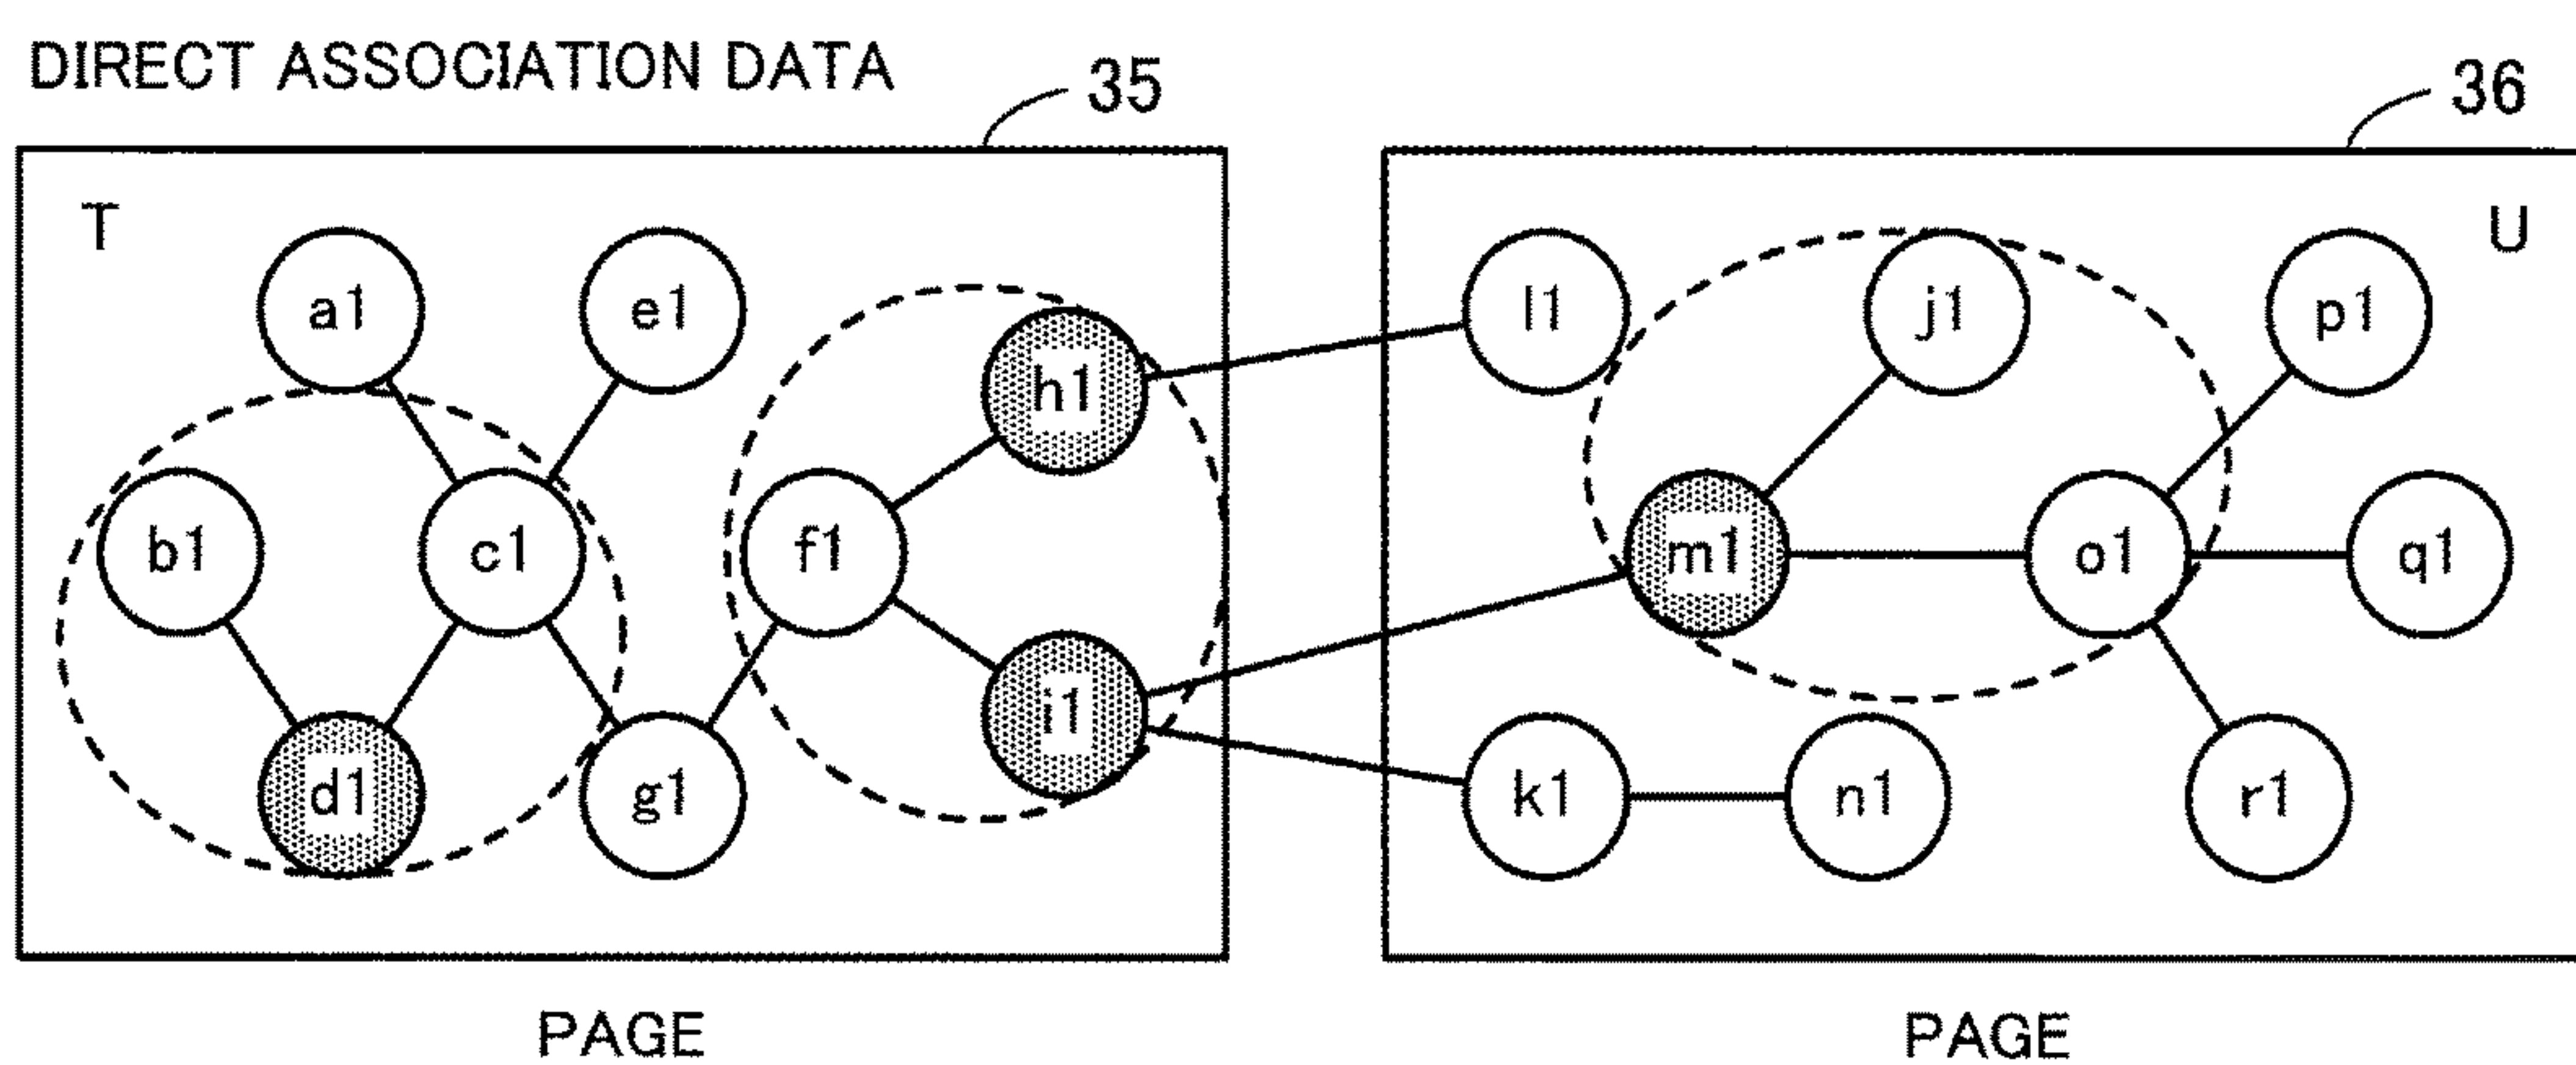 DIRECT ASSOCIATION DATA
35
36
T
U
a1
e1
l1
j1
p1
h1
b1
c1
f1
m1
o1
q1
i1
d1
g1
k1
n1
r1
PAGE
PAGE